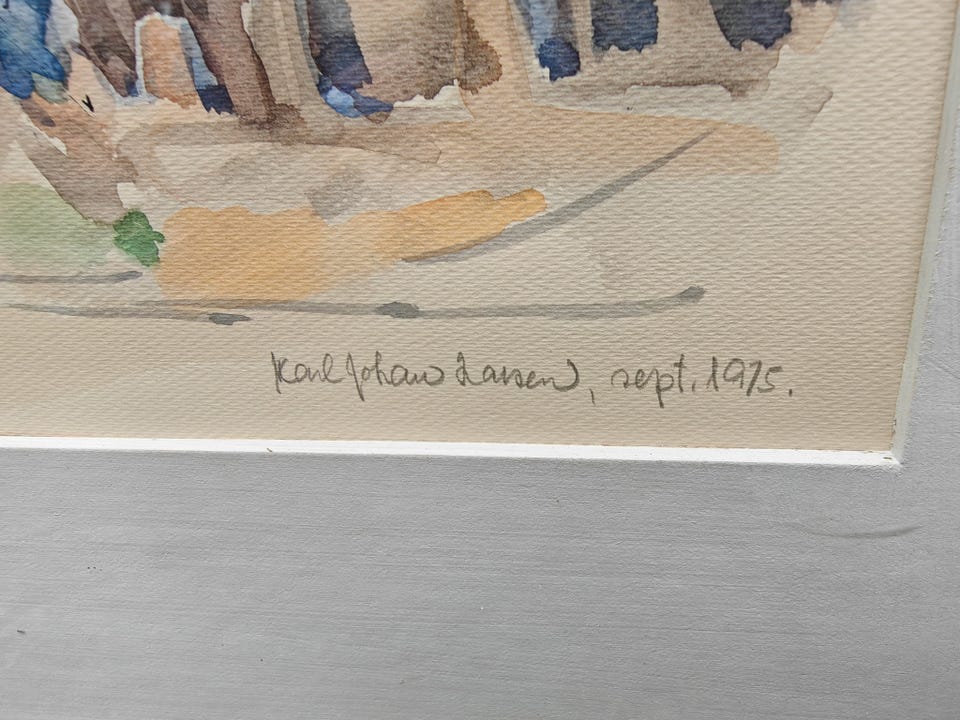 Karl Johan Larsen, sept. 1975.